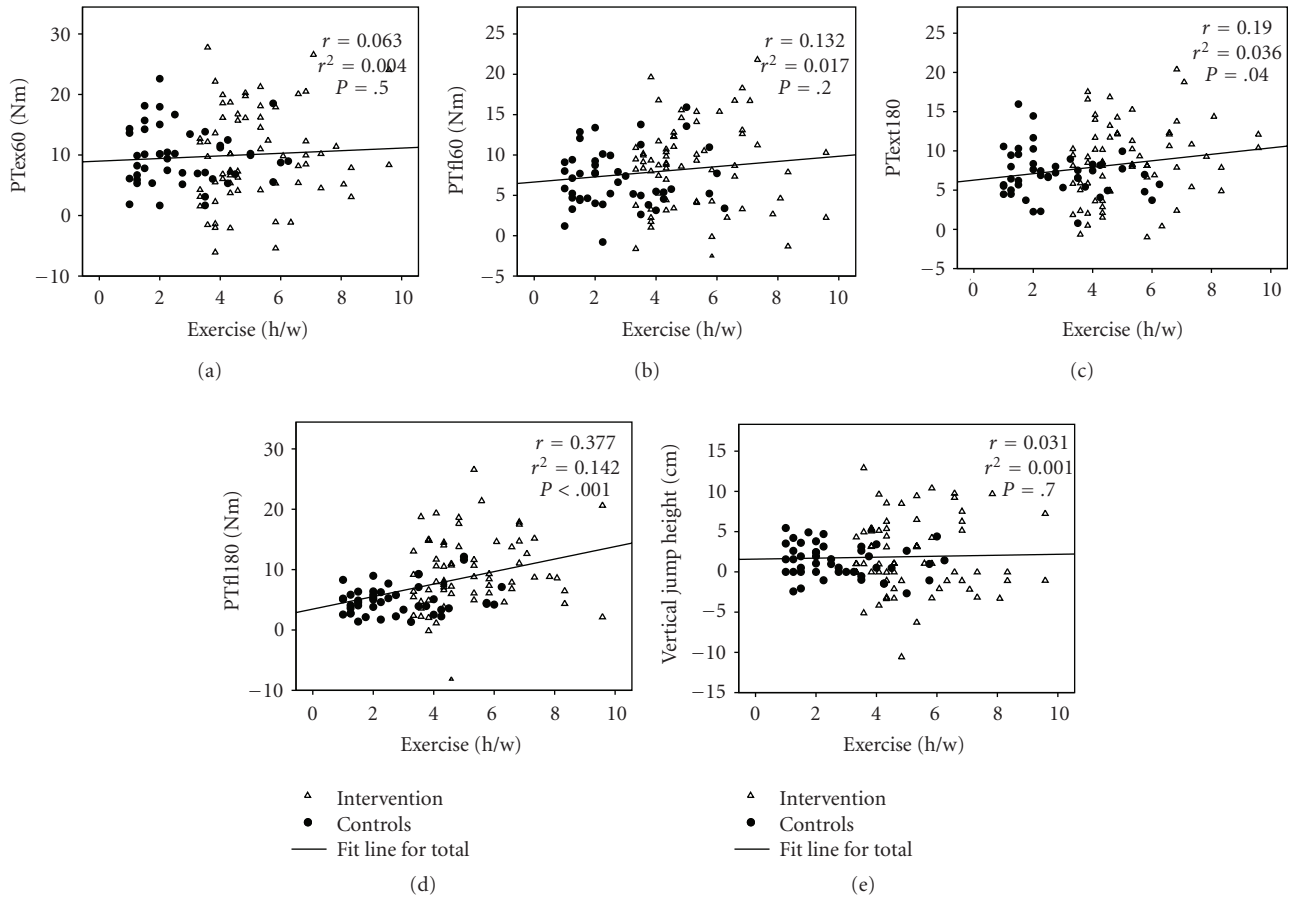 30
20
10
0
−10
PTex60 (Nm)
r = 0.063
r² = 0.004
P = .5
0 2 4 6 8 10
Exercise (h/w)
(a)
25
20
15
10
5
0
−5
PTfl60 (Nm)
r = 0.132
r² = 0.017
P = .2
0 2 4 6 8 10
Exercise (h/w)
(b)
25
20
15
10
5
0
−5
PText180
r = 0.19
r² = 0.036
P = .04
0 2 4 6 8 10
Exercise (h/w)
(c)
30
20
10
0
−10
PTfl180 (Nm)
r = 0.377
r² = 0.142
P < .001
0 2 4 6 8 10
Exercise (h/w)
Intervention
Controls
Fit line for total
(d)
15
10
5
0
−5
−10
−15
Vertical jump height (cm)
r = 0.031
r² = 0.001
P = .7
0 2 4 6 8 10
Exercise (h/w)
Intervention
Controls
Fit line for total
(e)